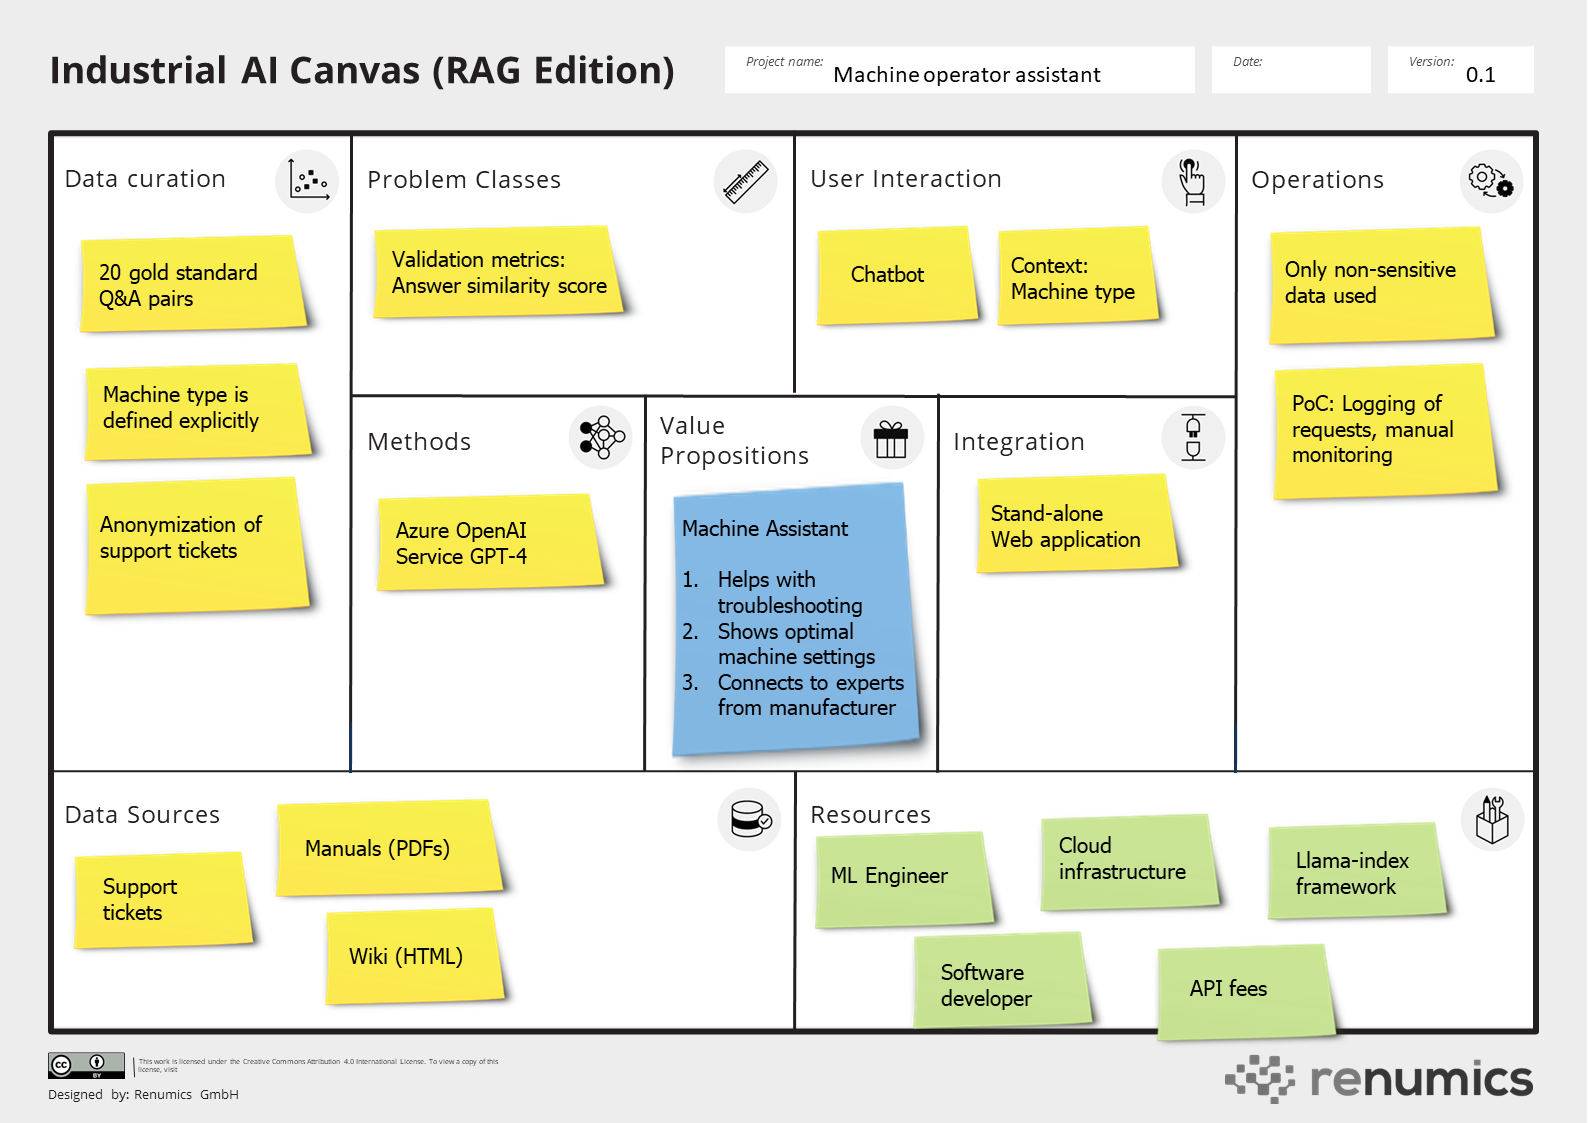 Industrial AI Canvas (RAG Edition)
Project name: Machine operator assistant
Date:
Version: 0.1
Data curation
20 gold standard
Q&A pairs
Machine type is
defined explicitly
Anonymization of
support tickets
Problem Classes
Validation metrics:
Answer similarity score
User Interaction
Chatbot
Context:
Machine type
Operations
Only non-sensitive
data used
PoC: Logging of
requests, manual
monitoring
Methods
Azure OpenAI
Service GPT-4
Value
Propositions
Machine Assistant
1. Helps with
troubleshooting
2. Shows optimal
machine settings
3. Connects to experts
from manufacturer
Integration
Stand-alone
Web application
Data Sources
Support
tickets
Manuals (PDFs)
Wiki (HTML)
Resources
ML Engineer
Cloud
infrastructure
Llama-index
framework
Software
developer
API fees
cc
BY
This work is licensed under the Creative Commons Attribution 4.0 International License. To view a copy of this
license, visit
Designed by: Renumics GmbH
renumics